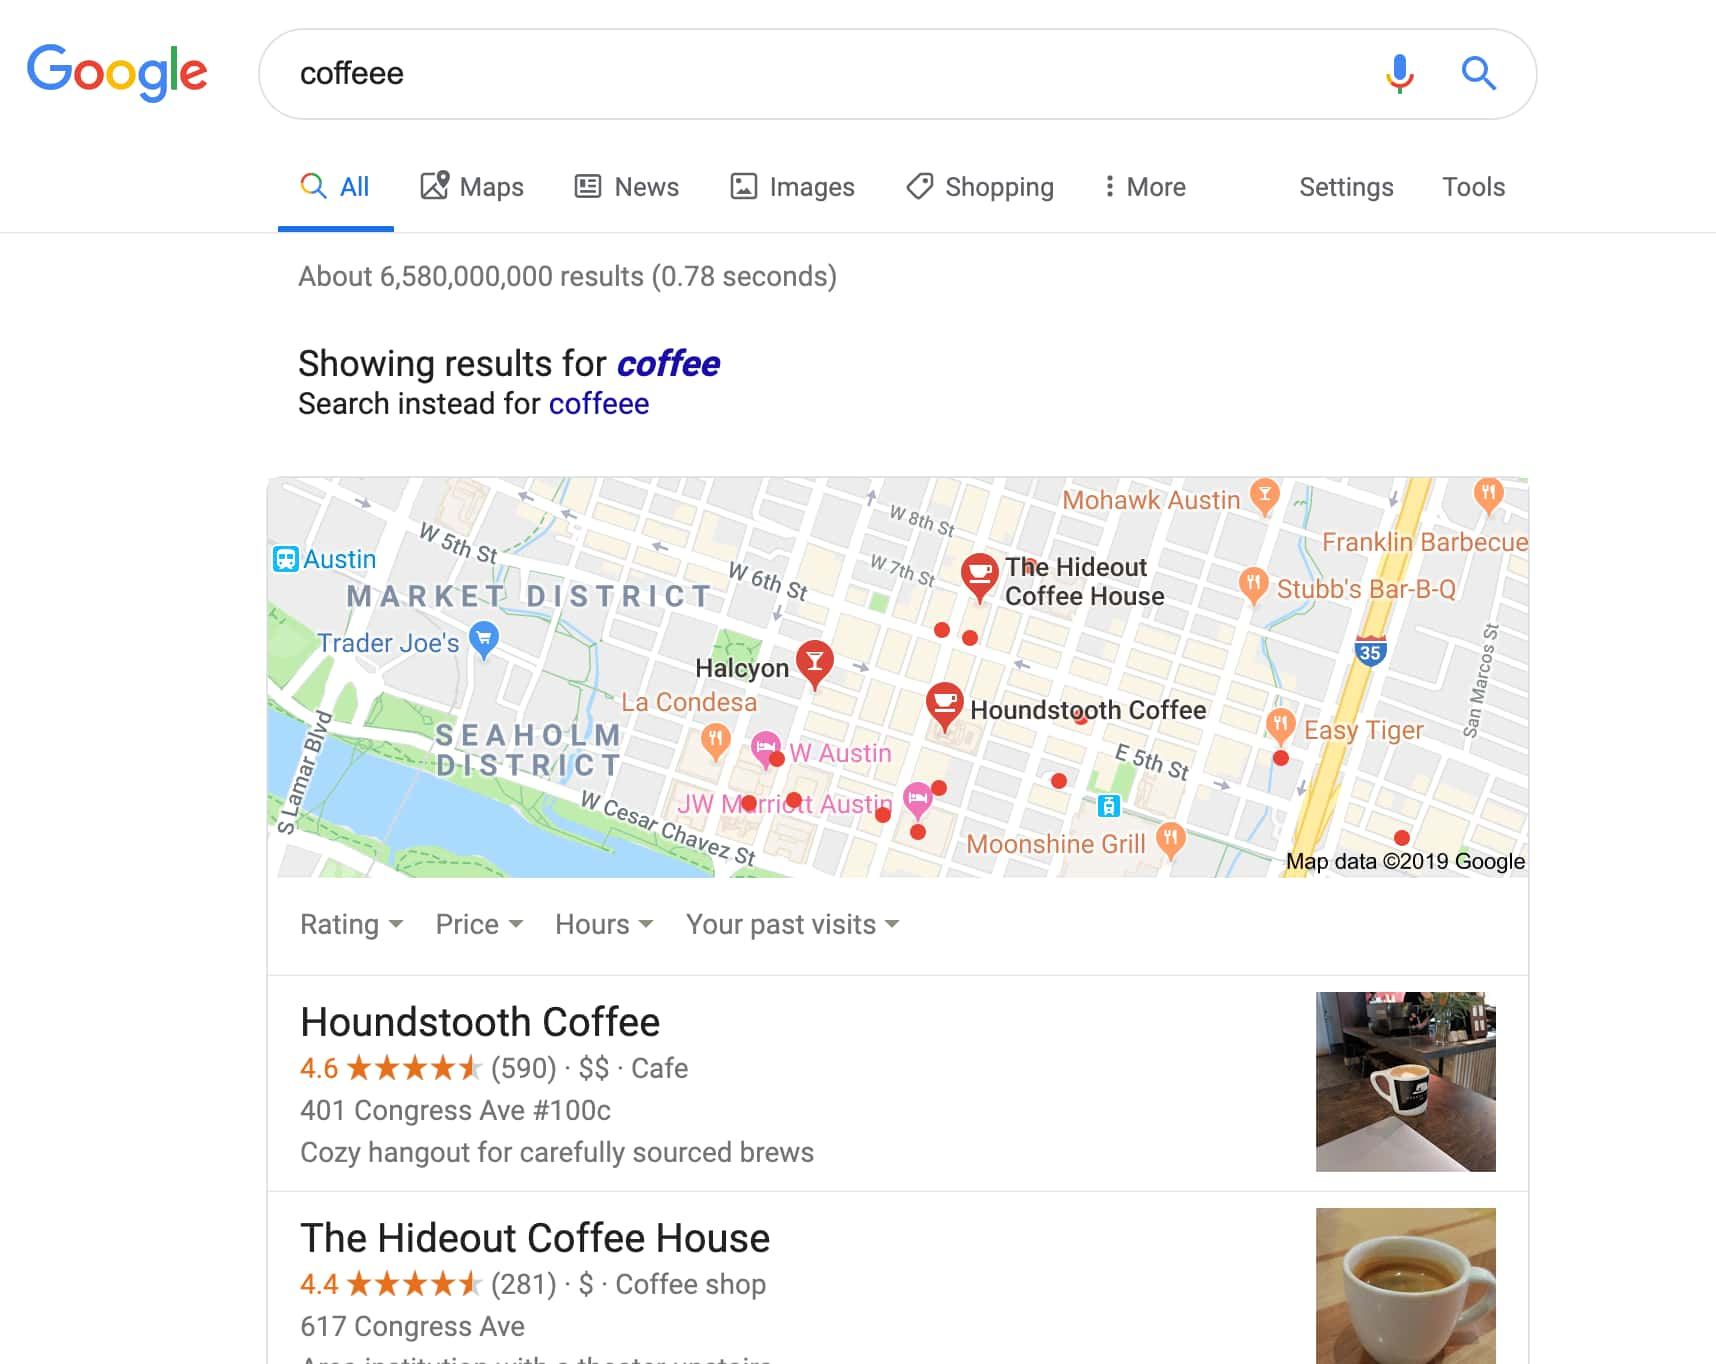 Google
coffeee
All Maps News Images Shopping More Settings Tools
About 6,580,000,000 results (0.78 seconds)
Showing results for coffee
Search instead for coffeee
Mohawk Austin
W 8th St
W 5th St
Franklin Barbecue
Austin
The Hideout
Coffee House
W 7th St
W 6th St
Stubb's Bar-B-Q
MARKET DISTRICT
Trader Joe's
35
San Marcos St
Halcyon
La Condesa
Houndstooth Coffee
SEAHOLM
DISTRICT
Easy Tiger
W Austin
E 5th St
S Lamar Blvd
JW Marriott Austin
W Cesar Chavez St
Moonshine Grill
Map data ©2019 Google
Rating Price Hours Your past visits
Houndstooth Coffee
4.6 (590) · $$ · Cafe
401 Congress Ave #100c
Cozy hangout for carefully sourced brews
The Hideout Coffee House
4.4 (281) · $ · Coffee shop
617 Congress Ave
Area institution with a theater upstairs